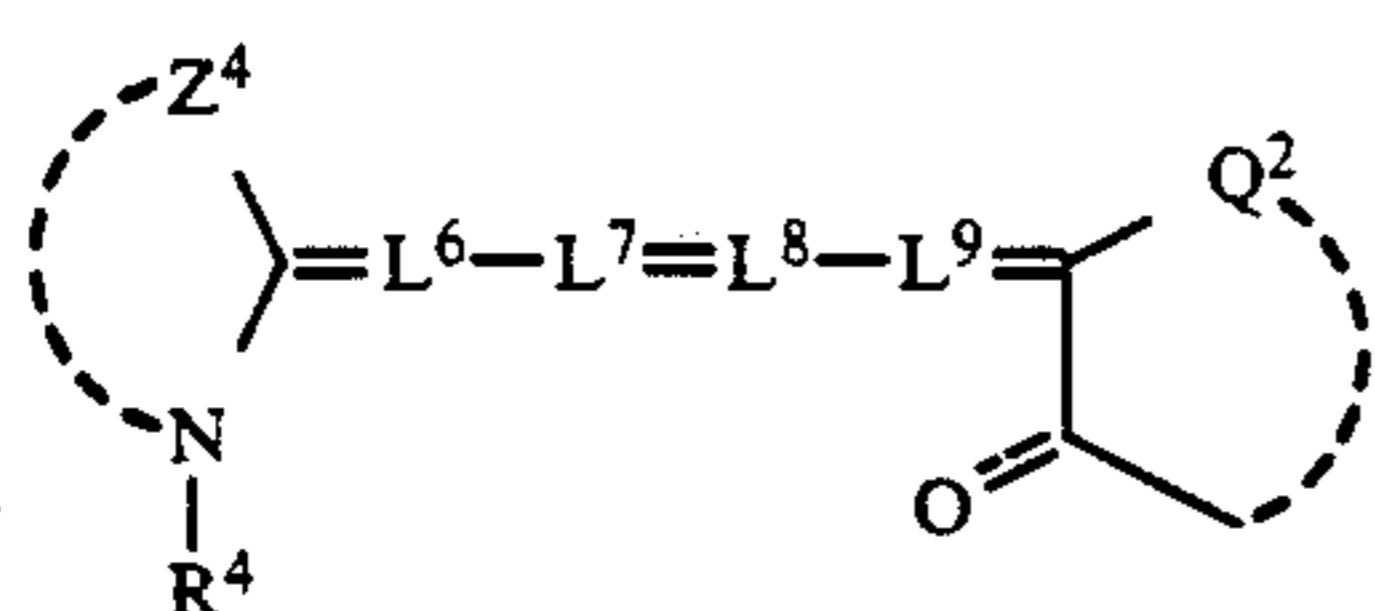 Z⁴
Q²
=L⁶—L⁷=L⁸—L⁹=
N
O
R⁴